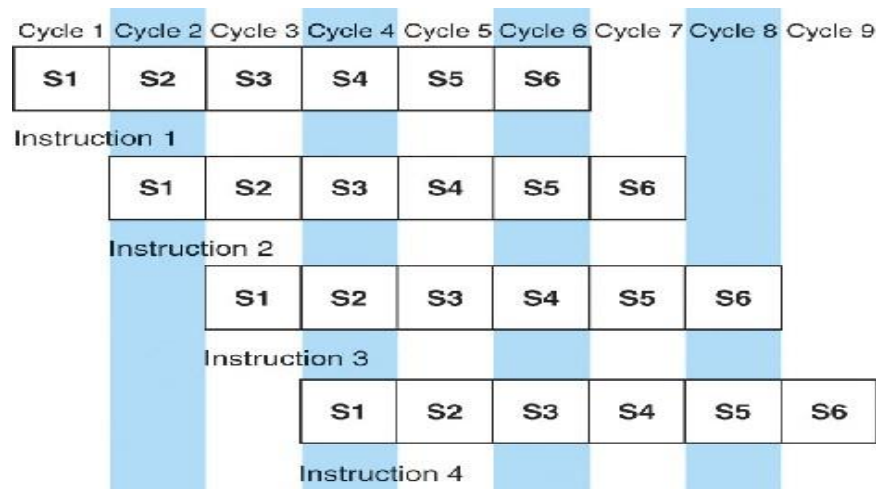 Cycle 1 Cycle 2 Cycle 3 Cycle 4 Cycle 5 Cycle 6 Cycle 7 Cycle 8 Cycle 9
S1 S2 S3 S4 S5 S6
Instruction 1
S1 S2 S3 S4 S5 S6
Instruction 2
S1 S2 S3 S4 S5 S6
Instruction 3
S1 S2 S3 S4 S5 S6
Instruction 4